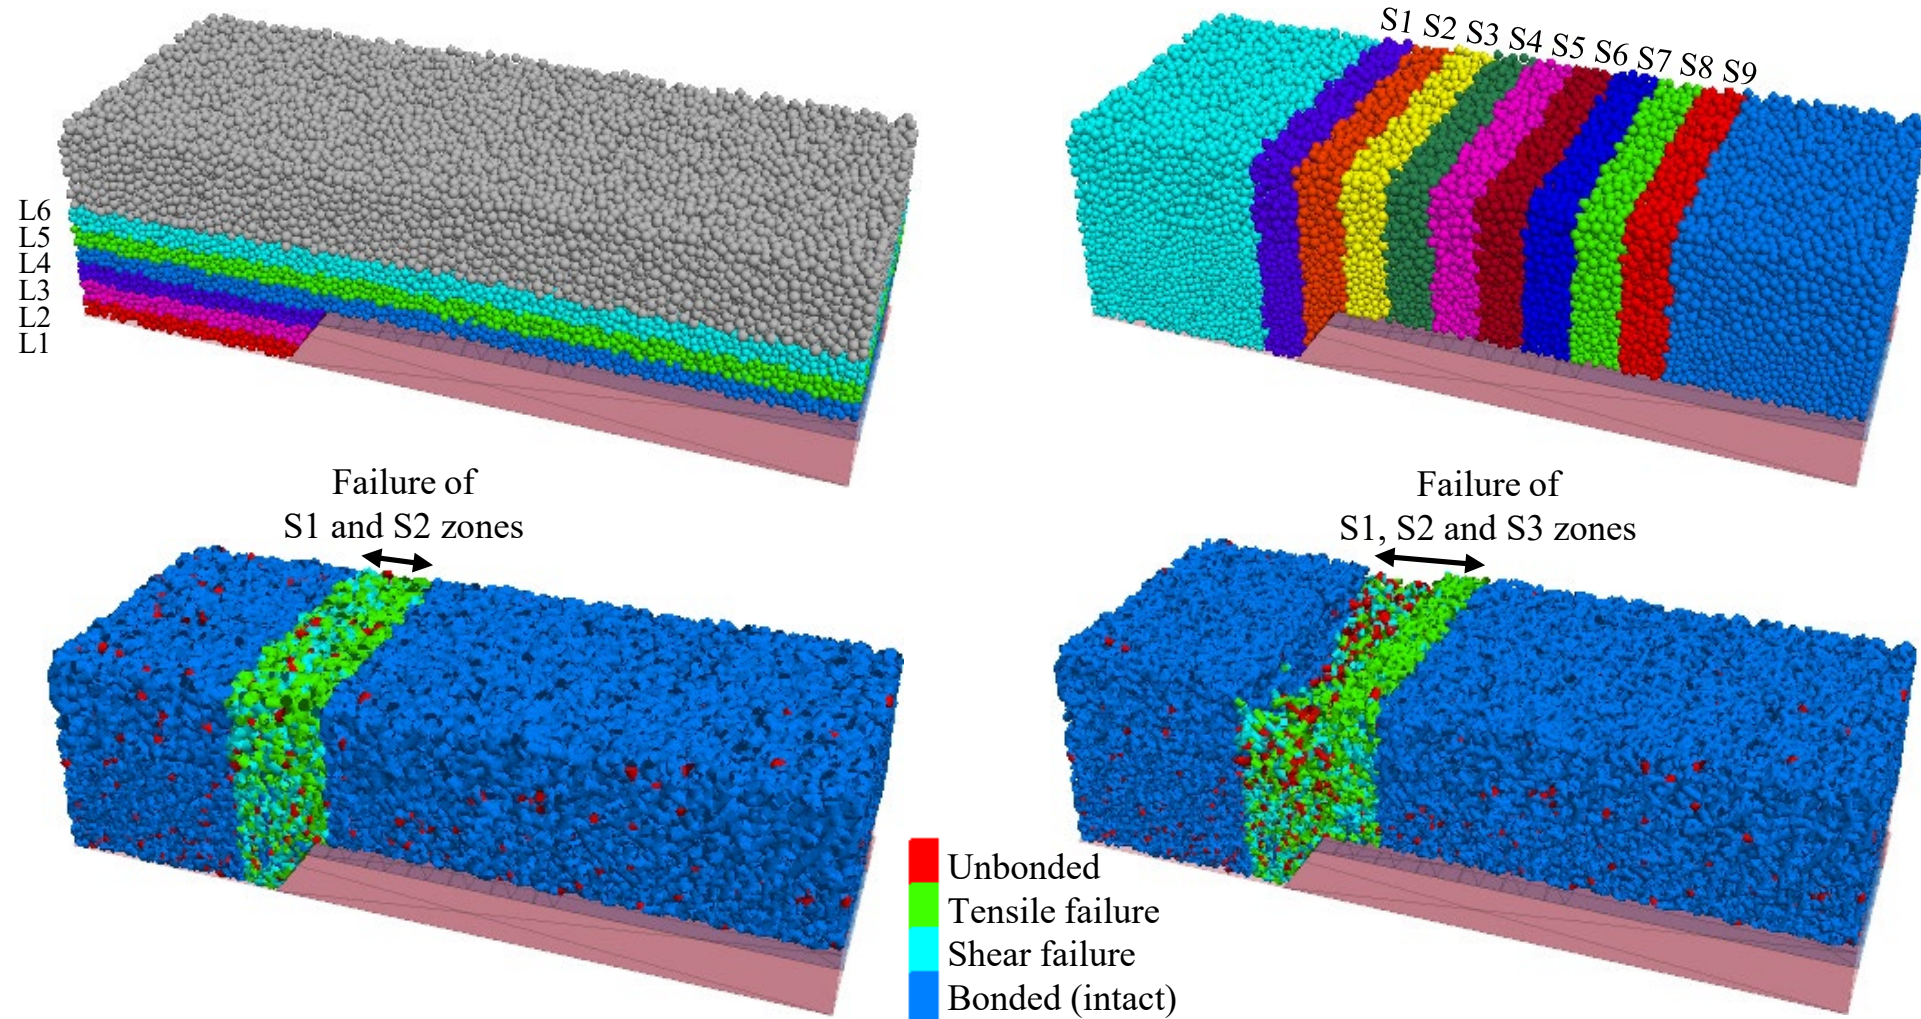 S1 S2 S3 S4 S5 S6 S7 S8 S9
L6
L5
L4
L3
L2
L1
Failure of
S1 and S2 zones
Failure of
S1, S2 and S3 zones
Unbonded
Tensile failure
Shear failure
Bonded (intact)